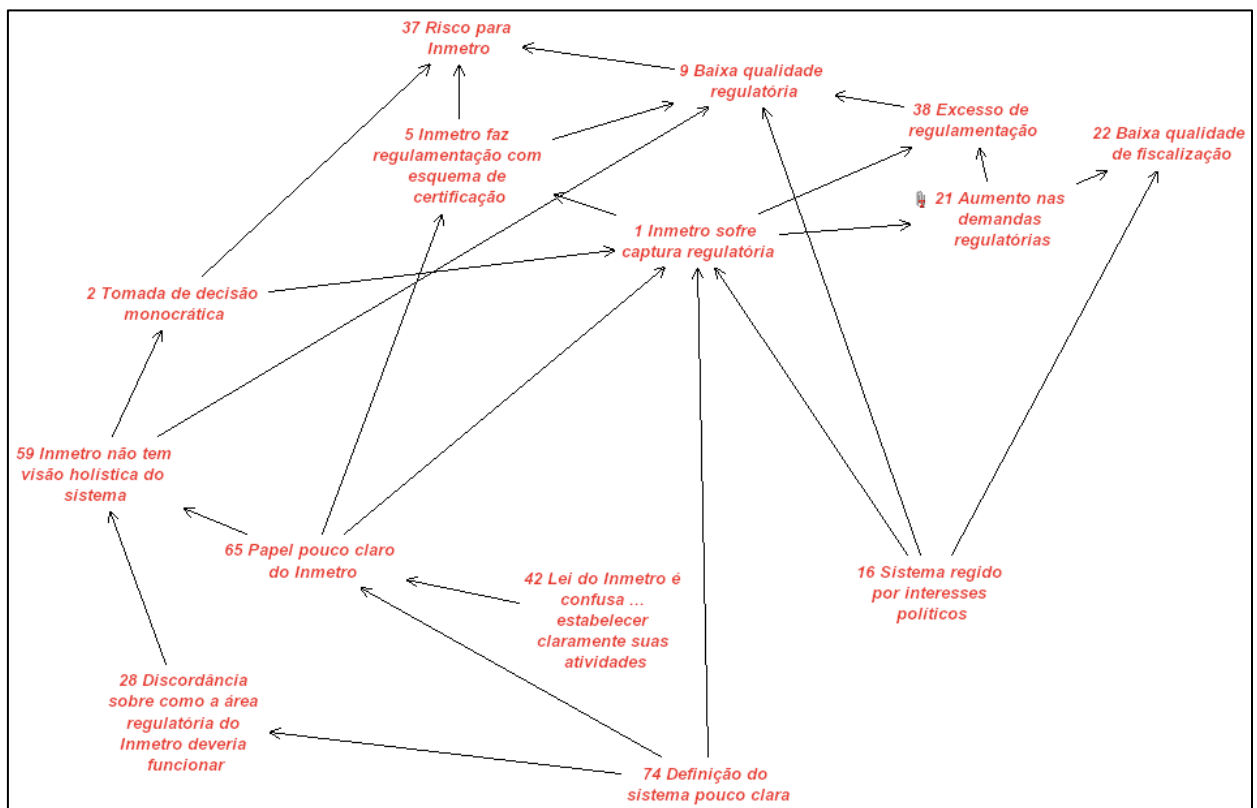 37 Risco para
Inmetro
9 Baixa qualidade
regulatória
38 Excesso de
regulamentação
22 Baixa qualidade
de fiscalização
5 Inmetro faz
regulamentação com
esquema de
certificação
21 Aumento nas
demandas
regulatórias
1 Inmetro sofre
captura regulatória
2 Tomada de decisão
monocrática
59 Inmetro não tem
visão holística do
sistema
65 Papel pouco claro
do Inmetro
42 Lei do Inmetro é
confusa ...
estabelecer
claramente suas
atividades
16 Sistema regido
por interesses
políticos
28 Discordância
sobre como a área
regulatória do
Inmetro deveria
funcionar
74 Definição do
sistema pouco clara